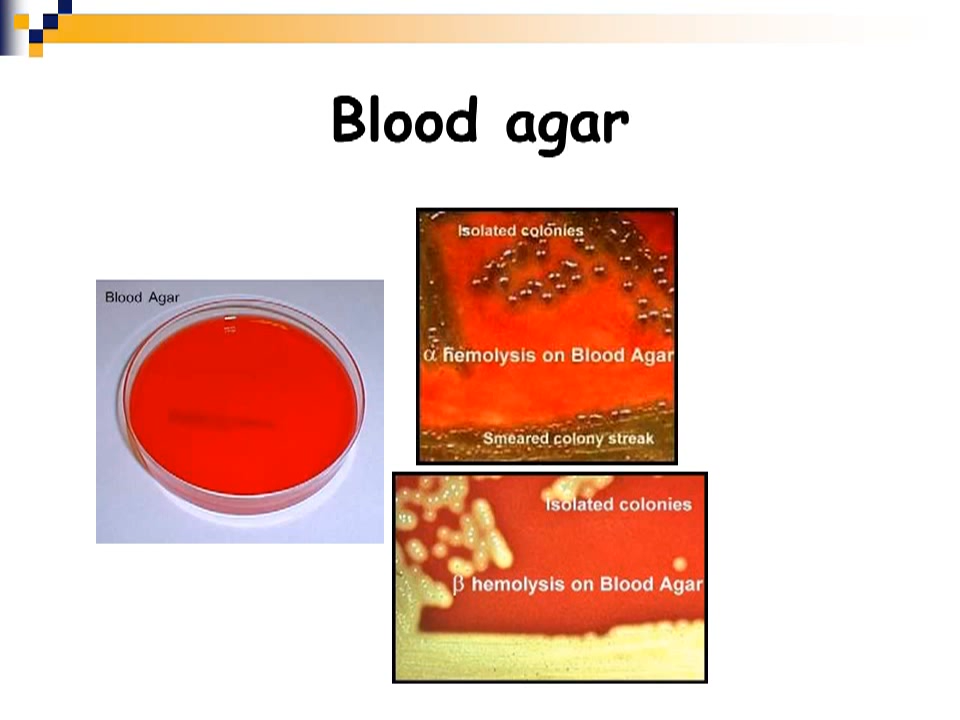 Blood agar
Blood Agar
Isolated colonies
α hemolysis on Blood Agar
Smeared colony streak
Isolated colonies
β hemolysis on Blood Agar